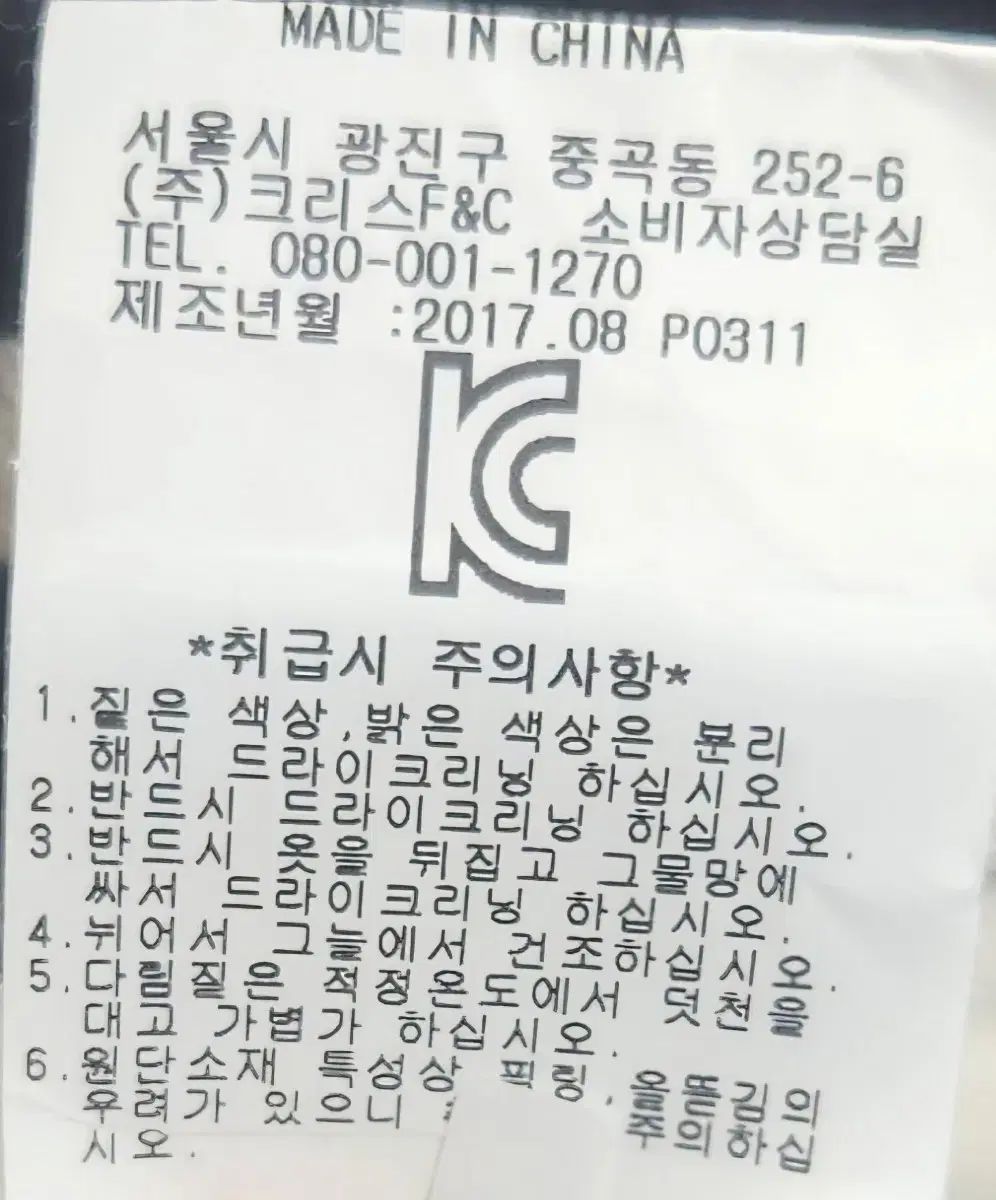 MADE IN CHINA
서울시 광진구 중곡동 252-6
(주)크리스F&C 소비자상담실
TEL. 080-001-1270
제조년월 :2017.08 P0311
KC
*취급시 주의사항*
1.짙은 색상,밝은 색상은 분리
해서 드라이크리닝 하십시오.
2.반드시 드라이크리닝 하십시오.
3.반드시 옷을 뒤집고 그물망에
싸서 드라이크리닝 하십시오.
4.뉘어서 그늘에서 건조하십시오.
5.다림질은 적정온도에서 덧천을
대고 가볍가 하십시오.
6.원단소재 특성상 필링,올뜯김의
우려가 있으니 주의하십
시오.